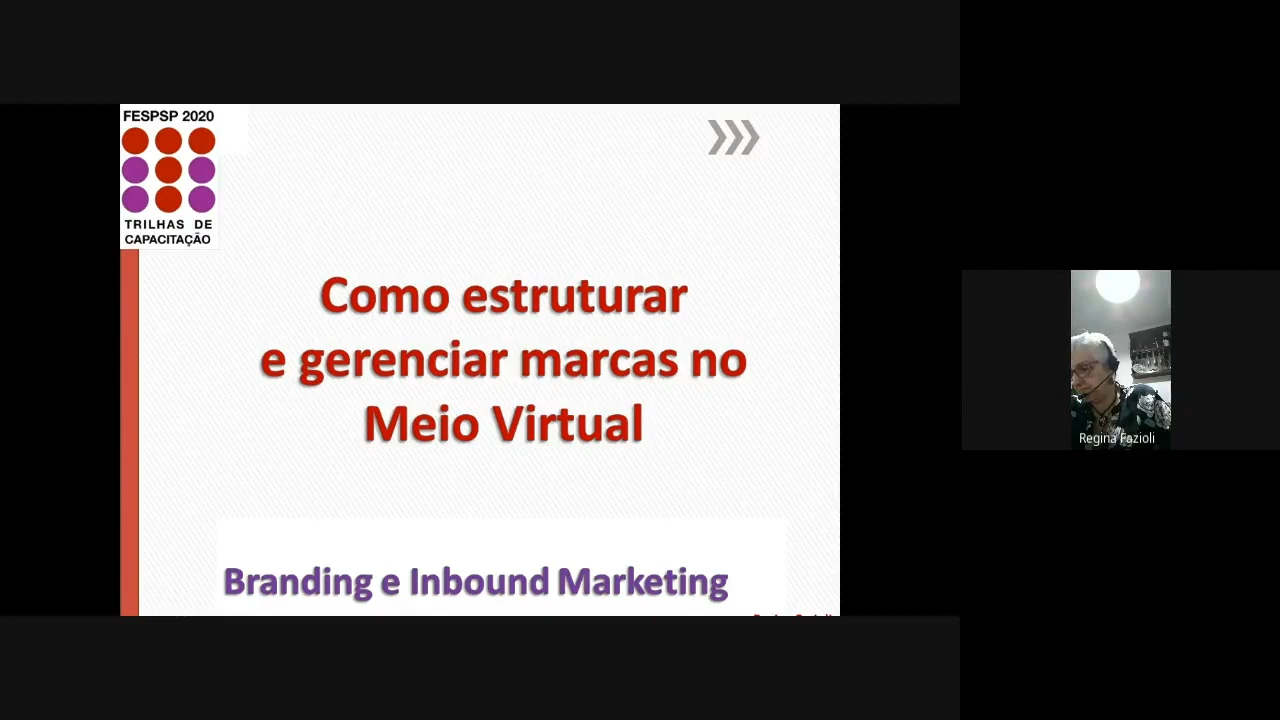 FESPSP 2020
TRILHAS DE
CAPACITAÇÃO
Como estruturar
e gerenciar marcas no
Meio Virtual
Branding e Inbound Marketing
Regina Fazioli